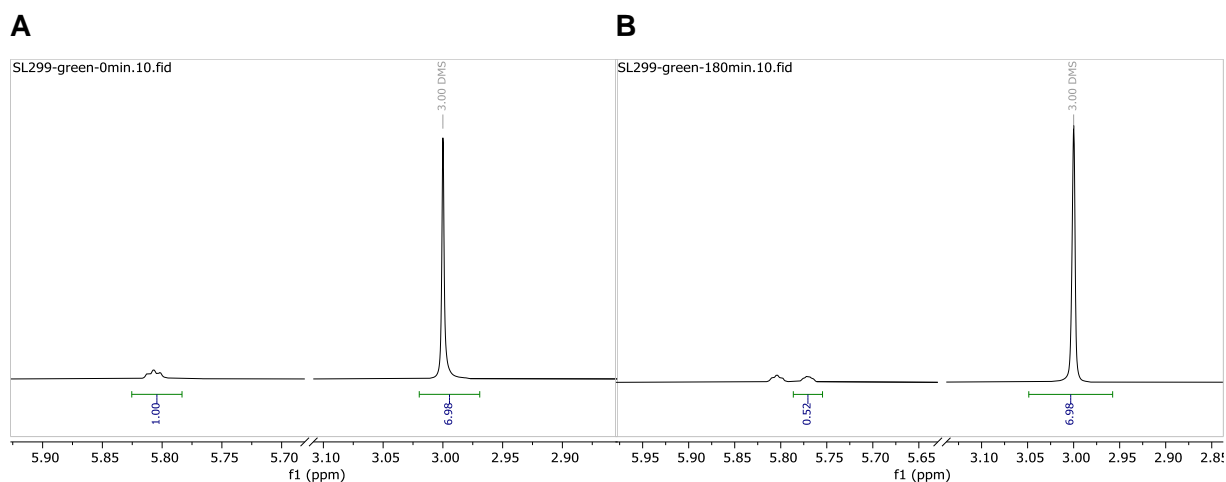 A
B
SL299-green-0min.10.fid
3.00 DMS
1.00
6.98
5.90 5.85 5.80 5.75 5.70 3.10 3.05 3.00 2.95 2.90
f1 (ppm)
SL299-green-180min.10.fid
3.00 DMS
0.52
6.98
5.95 5.90 5.85 5.80 5.75 5.70 5.65 3.10 3.05 3.00 2.95 2.90 2.85
f1 (ppm)